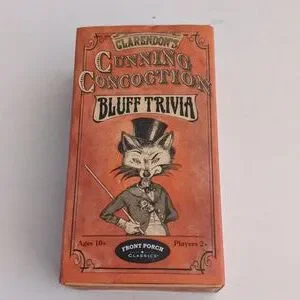 CLARENDON'S
CUNNING
CONCOCTION
BLUFF TRIVIA
Ages 10+
FRONT PORCH
CLASSICS
Players 2+